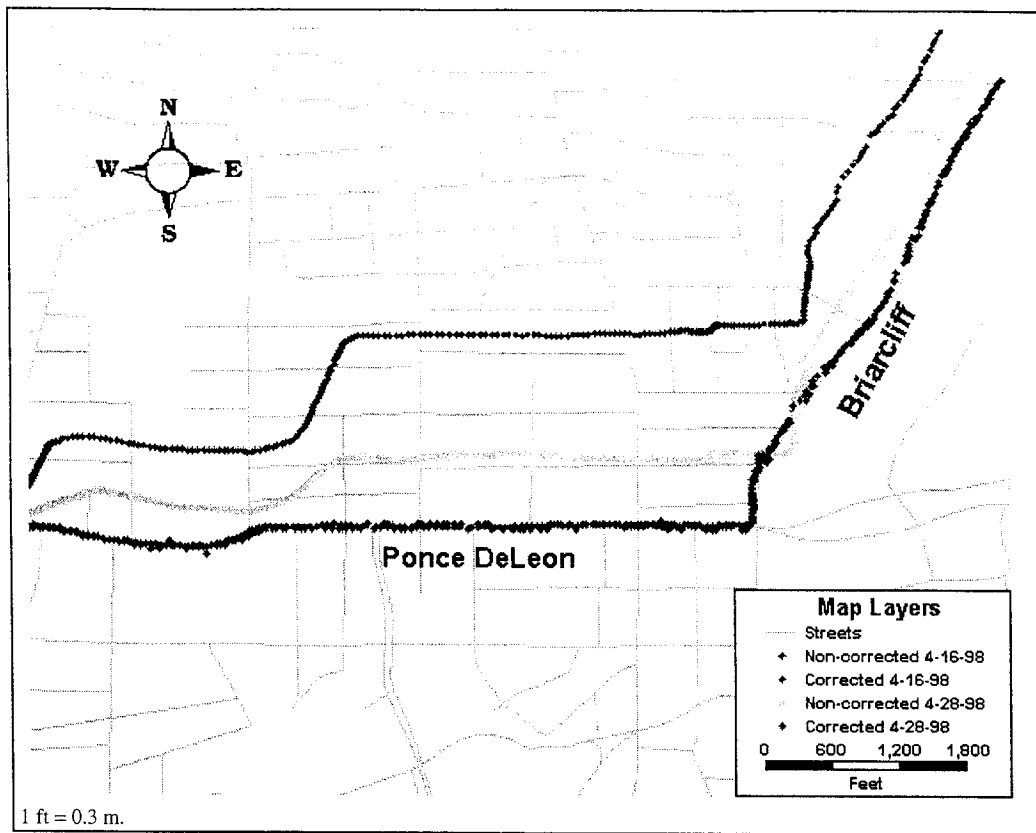 N
W E
S
Briarcliff
Ponce DeLeon
Map Layers
Streets
Non-corrected 4-16-98
Corrected 4-16-98
Non-corrected 4-28-98
Corrected 4-28-98
0 600 1,200 1,800
Feet
1 ft = 0.3 m.